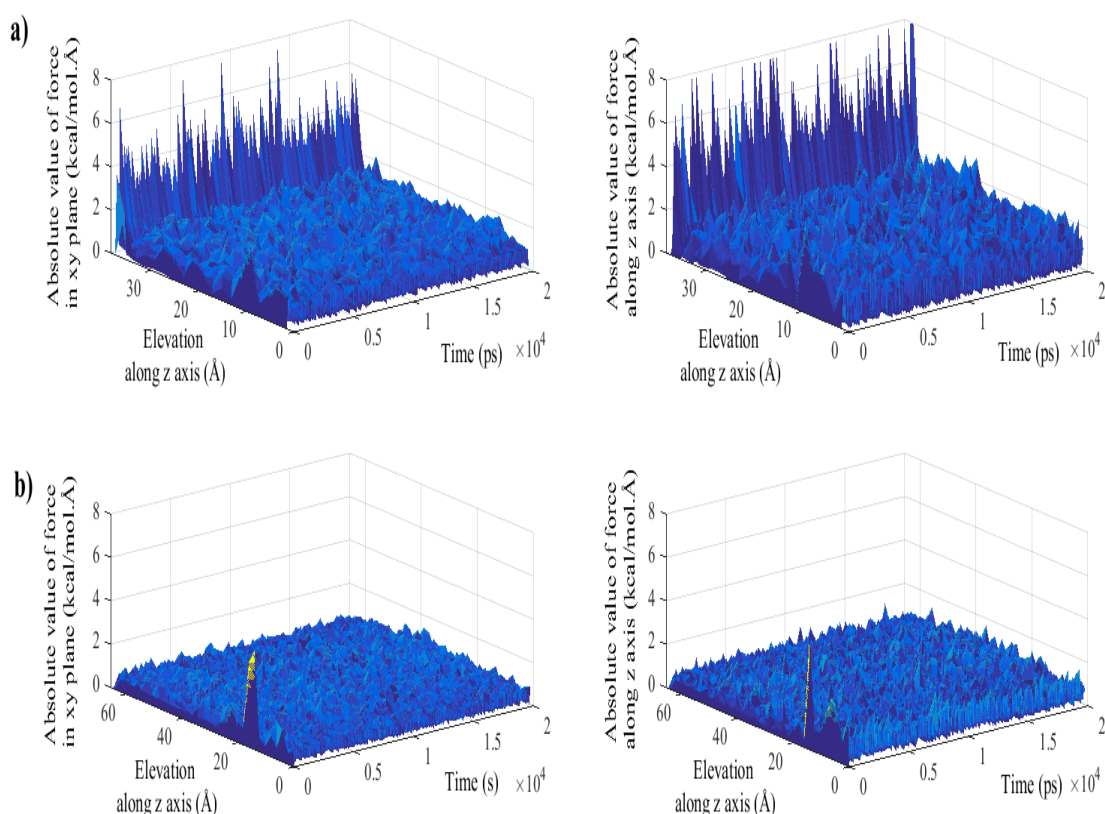 a)
Absolute value of force
in xy plane (kcal/mol.Å)
8
6
4
2
0
30
20
10
0
Elevation
along z axis (Å)
0
0.5
1
1.5
2
×10⁴
Time (ps)
Absolute value of force
along z axis (kcal/mol.Å)
8
6
4
2
0
30
20
10
0
Elevation
along z axis (Å)
0
0.5
1
1.5
2
×10⁴
Time (ps)
b)
Absolute value of force
in xy plane (kcal/mol.Å)
8
6
4
2
0
60
40
20
0
Elevation
along z axis (Å)
0
0.5
1
1.5
2
×10⁴
Time (s)
Absolute value of force
along z axis (kcal/mol.Å)
8
6
4
2
0
60
40
20
0
Elevation
along z axis (Å)
0
0.5
1
1.5
2
×10⁴
Time (ps)